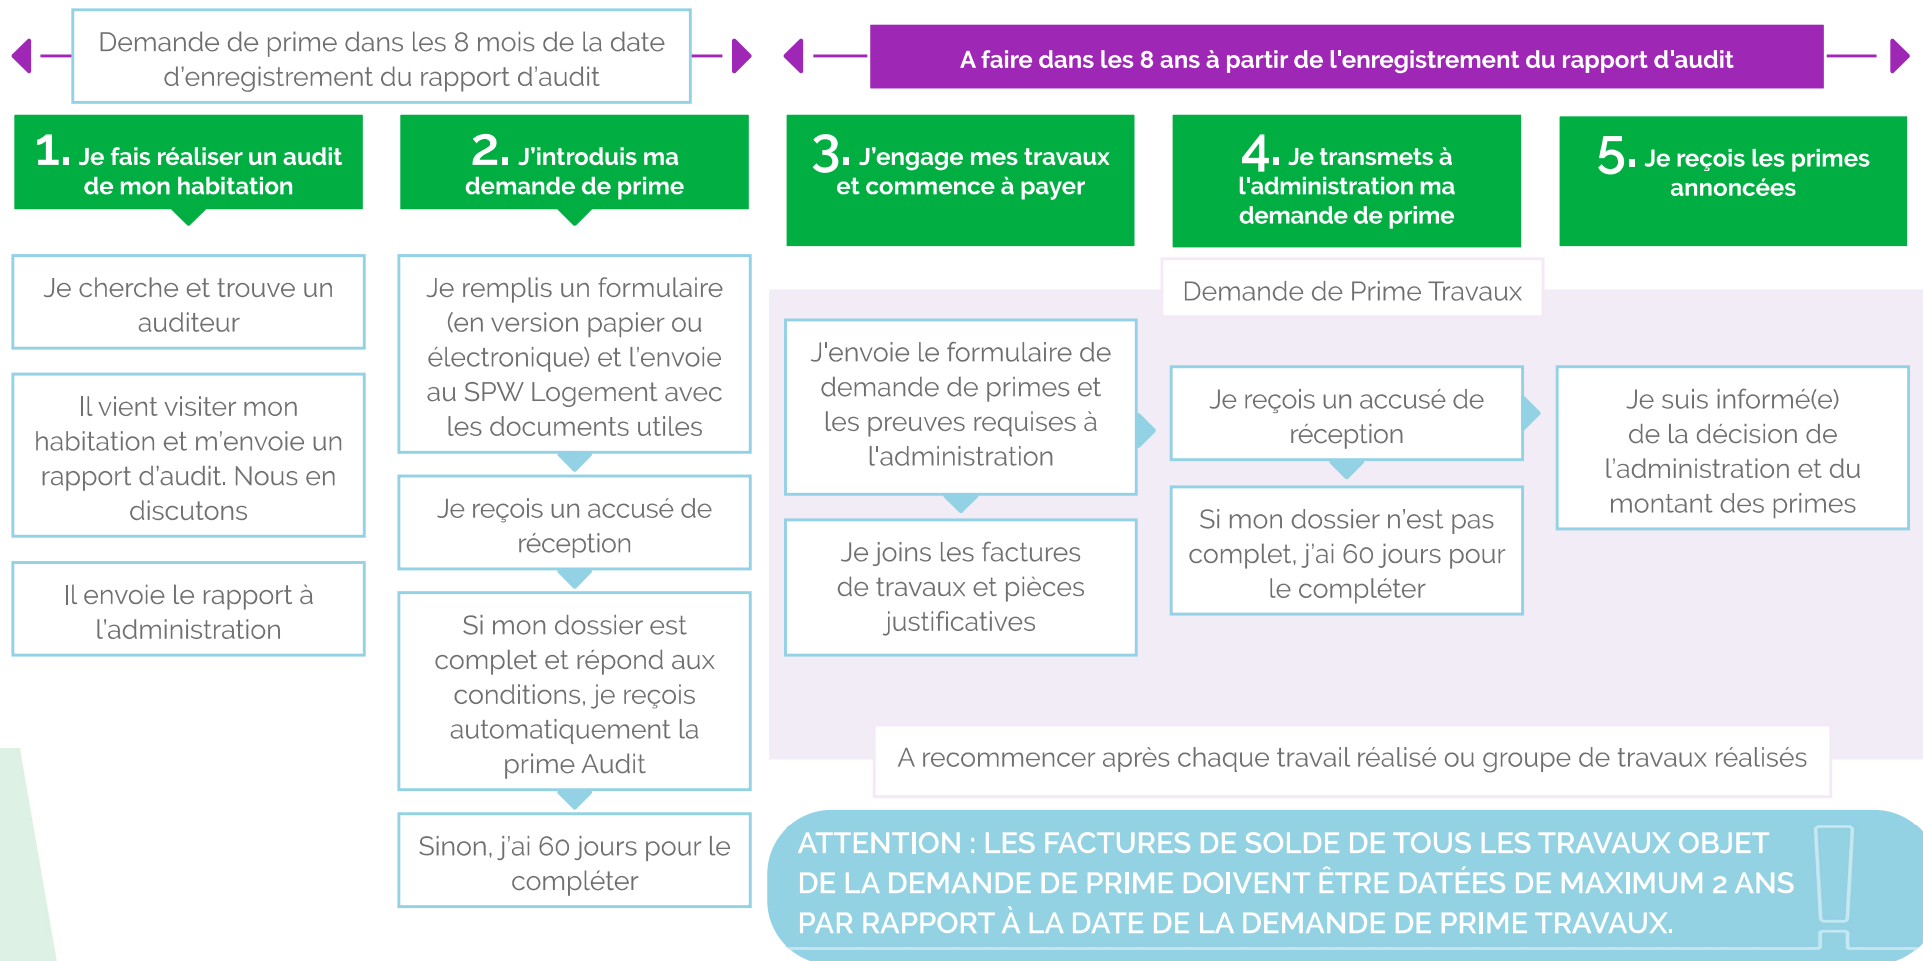 Demande de prime dans les 8 mois de la date
d'enregistrement du rapport d'audit
A faire dans les 8 ans à partir de l'enregistrement du rapport d'audit
1. Je fais réaliser un audit
de mon habitation
Je cherche et trouve un
auditeur
Il vient visiter mon
habitation et m'envoie un
rapport d'audit. Nous en
discutons
Il envoie le rapport à
l'administration
2. J'introduis ma
demande de prime
Je remplis un formulaire
(en version papier ou
électronique) et l'envoie
au SPW Logement avec
les documents utiles
Je reçois un accusé de
réception
Si mon dossier est
complet et répond aux
conditions, je reçois
automatiquement la
prime Audit
Sinon, j'ai 60 jours pour le
compléter
3. J'engage mes travaux
et commence à payer
4. Je transmets à
l'administration ma
demande de prime
5. Je reçois les primes
annoncées
Demande de Prime Travaux
J'envoie le formulaire de
demande de primes et
les preuves requises à
l'administration
Je joins les factures
de travaux et pièces
justificatives
Je reçois un accusé de
réception
Si mon dossier n'est pas
complet, j'ai 60 jours pour
le compléter
Je suis informé(e)
de la décision de
l'administration et du
montant des primes
A recommencer après chaque travail réalisé ou groupe de travaux réalisés
ATTENTION : LES FACTURES DE SOLDE DE TOUS LES TRAVAUX OBJET
DE LA DEMANDE DE PRIME DOIVENT ÊTRE DATÉES DE MAXIMUM 2 ANS
PAR RAPPORT À LA DATE DE LA DEMANDE DE PRIME TRAVAUX.